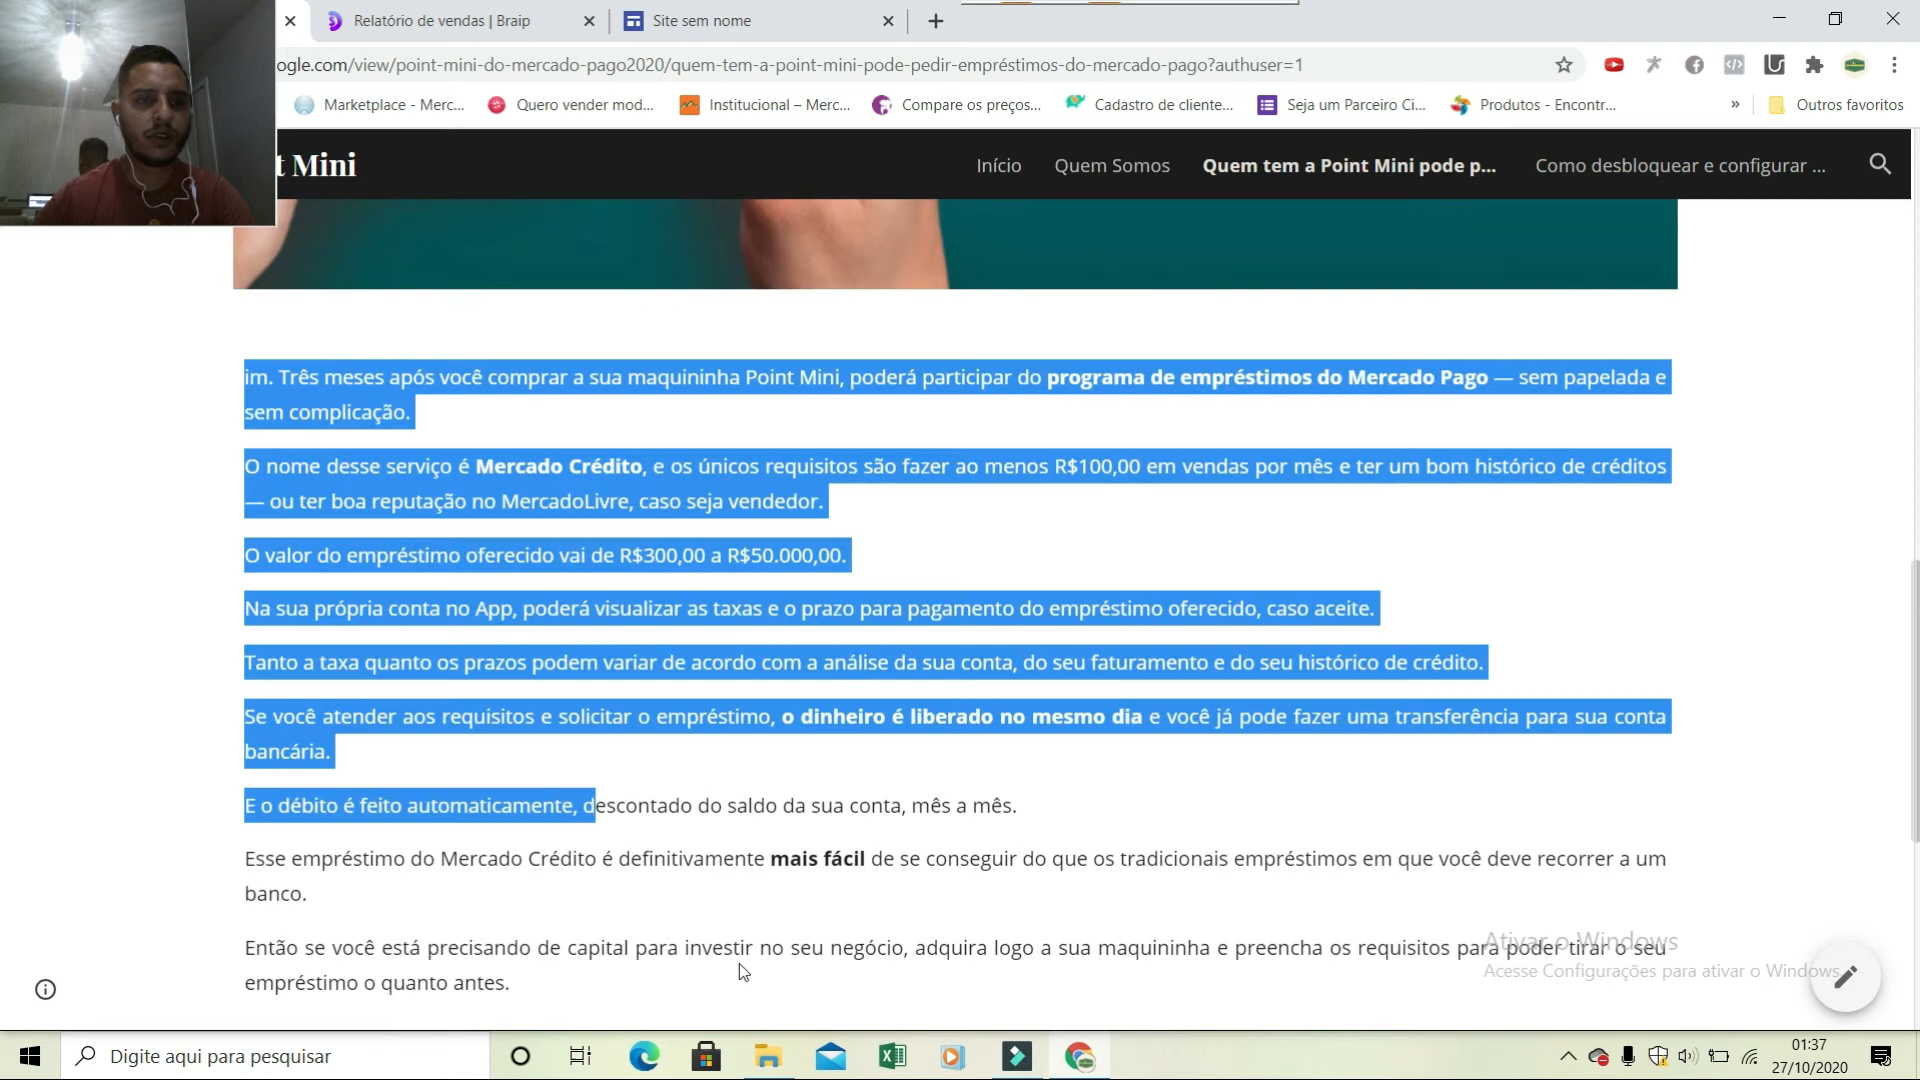 Relatório de vendas | Braip
Site sem nome
ogle.com/view/point-mini-do-mercado-pago2020/quem-tem-a-point-mini-pode-pedir-empréstimos-do-mercado-pago?authuser=1
Marketplace - Merc...
Quero vender mod...
Institucional – Merc...
Compare os preços...
Cadastro de cliente...
Seja um Parceiro Ci...
Produtos - Encontr...
»
Outros favoritos
t Mini
Início
Quem Somos
Quem tem a Point Mini pode p...
Como desbloquear e configurar ...
im. Três meses após você comprar a sua maquininha Point Mini, poderá participar do programa de empréstimos do Mercado Pago — sem papelada e
sem complicação.
O nome desse serviço é Mercado Crédito, e os únicos requisitos são fazer ao menos R$100,00 em vendas por mês e ter um bom histórico de créditos
— ou ter boa reputação no MercadoLivre, caso seja vendedor.
O valor do empréstimo oferecido vai de R$300,00 a R$50.000,00.
Na sua própria conta no App, poderá visualizar as taxas e o prazo para pagamento do empréstimo oferecido, caso aceite.
Tanto a taxa quanto os prazos podem variar de acordo com a análise da sua conta, do seu faturamento e do seu histórico de crédito.
Se você atender aos requisitos e solicitar o empréstimo, o dinheiro é liberado no mesmo dia e você já pode fazer uma transferência para sua conta
bancária.
E o débito é feito automaticamente, descontado do saldo da sua conta, mês a mês.
Esse empréstimo do Mercado Crédito é definitivamente mais fácil de se conseguir do que os tradicionais empréstimos em que você deve recorrer a um
banco.
Então se você está precisando de capital para investir no seu negócio, adquira logo a sua maquininha e preencha os requisitos para poder tirar o seu
empréstimo o quanto antes.
Ativar o Windows
Acesse Configurações para ativar o Windows.
Digite aqui para pesquisar
01:37
27/10/2020